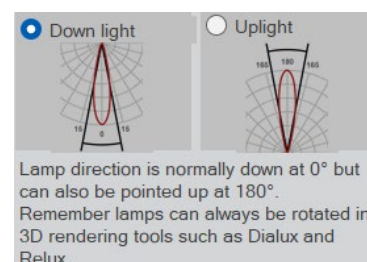 Down light
Uplight
165 180 165
15 0 15
Lamp direction is normally down at 0° but
can also be pointed up at 180°.
Remember lamps can always be rotated in
3D rendering tools such as Dialux and
Relux